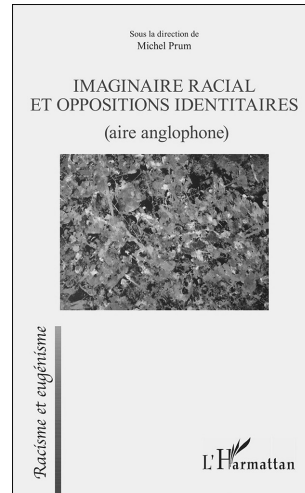 Sous la direction de
Michel Prum
IMAGINAIRE RACIAL
ET OPPOSITIONS IDENTITAIRES
(aire anglophone)
Racisme et eugénisme
L'Harmattan